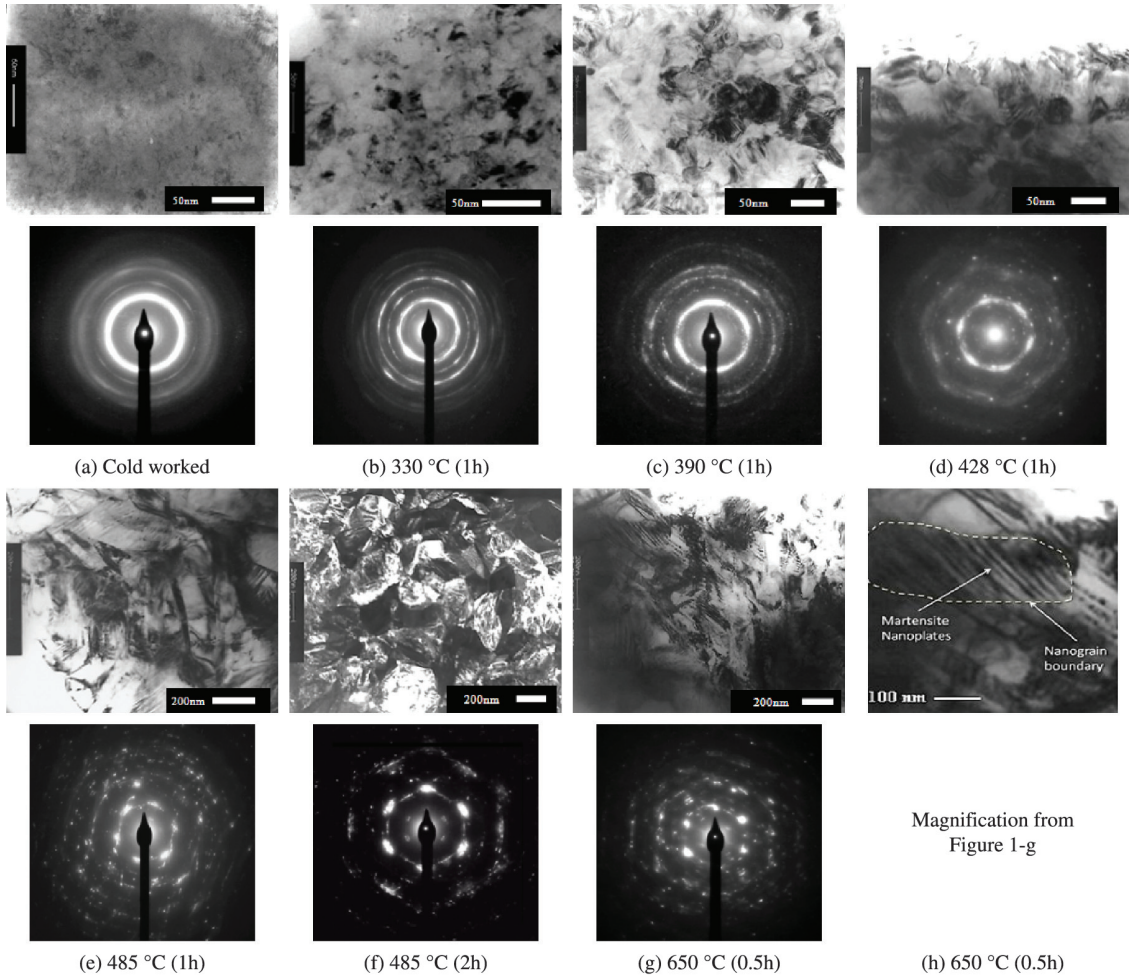 50nm
50nm
50nm
50nm
50nm
(a) Cold worked
(b) 330 °C (1h)
(c) 390 °C (1h)
(d) 428 °C (1h)
200nm
200nm
200nm
Martensite
Nanoplates
Nanograin
boundary
100 nm
Magnification from
Figure 1-g
(e) 485 °C (1h)
(f) 485 °C (2h)
(g) 650 °C (0.5h)
(h) 650 °C (0.5h)